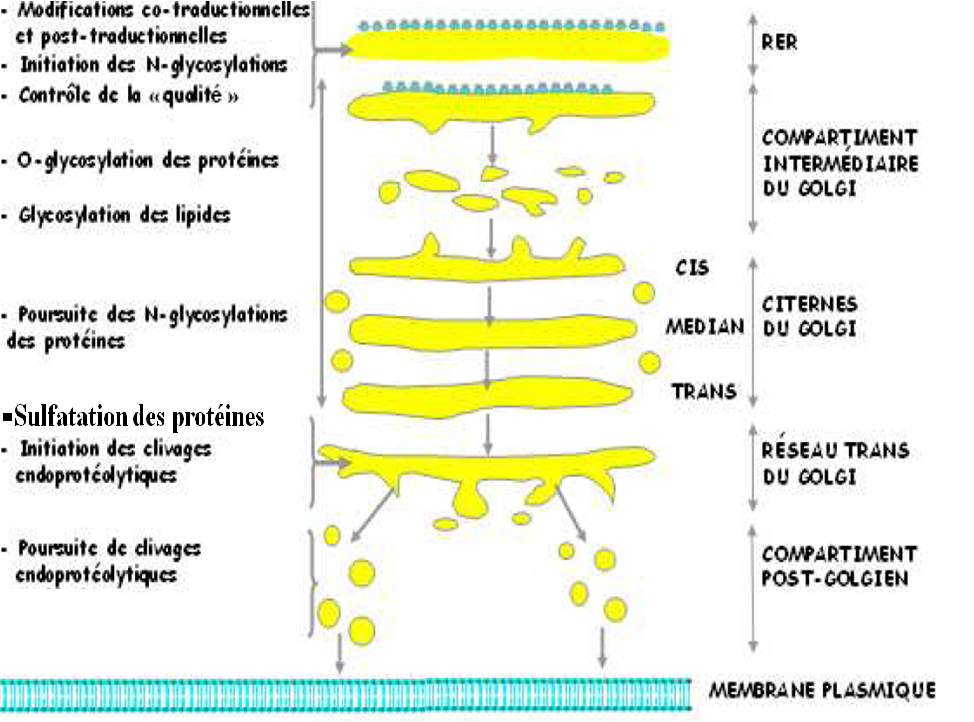 - Modifications co-traductionnelles
et post-traductionnelles
- Initiation des N-glycosylations
- Contrôle de la «qualité »
- O-glycosylation des protéines
- Glycosylation des lipides
- Poursuite des N-glycosylations
des protéines
▪Sulfatation des protéines
- Initiation des clivages
endoprotéolytiques
- Poursuite de clivages
endoprotéolytiques
RER
COMPARTIMENT
INTERMÉDIAIRE
DU GOLGI
CIS
MEDIAN
TRANS
CITERNES
DU GOLGI
RÉSEAU TRANS
DU GOLGI
COMPARTIMENT
POST-GOLGIEN
MEMBRANE PLASMIQUE